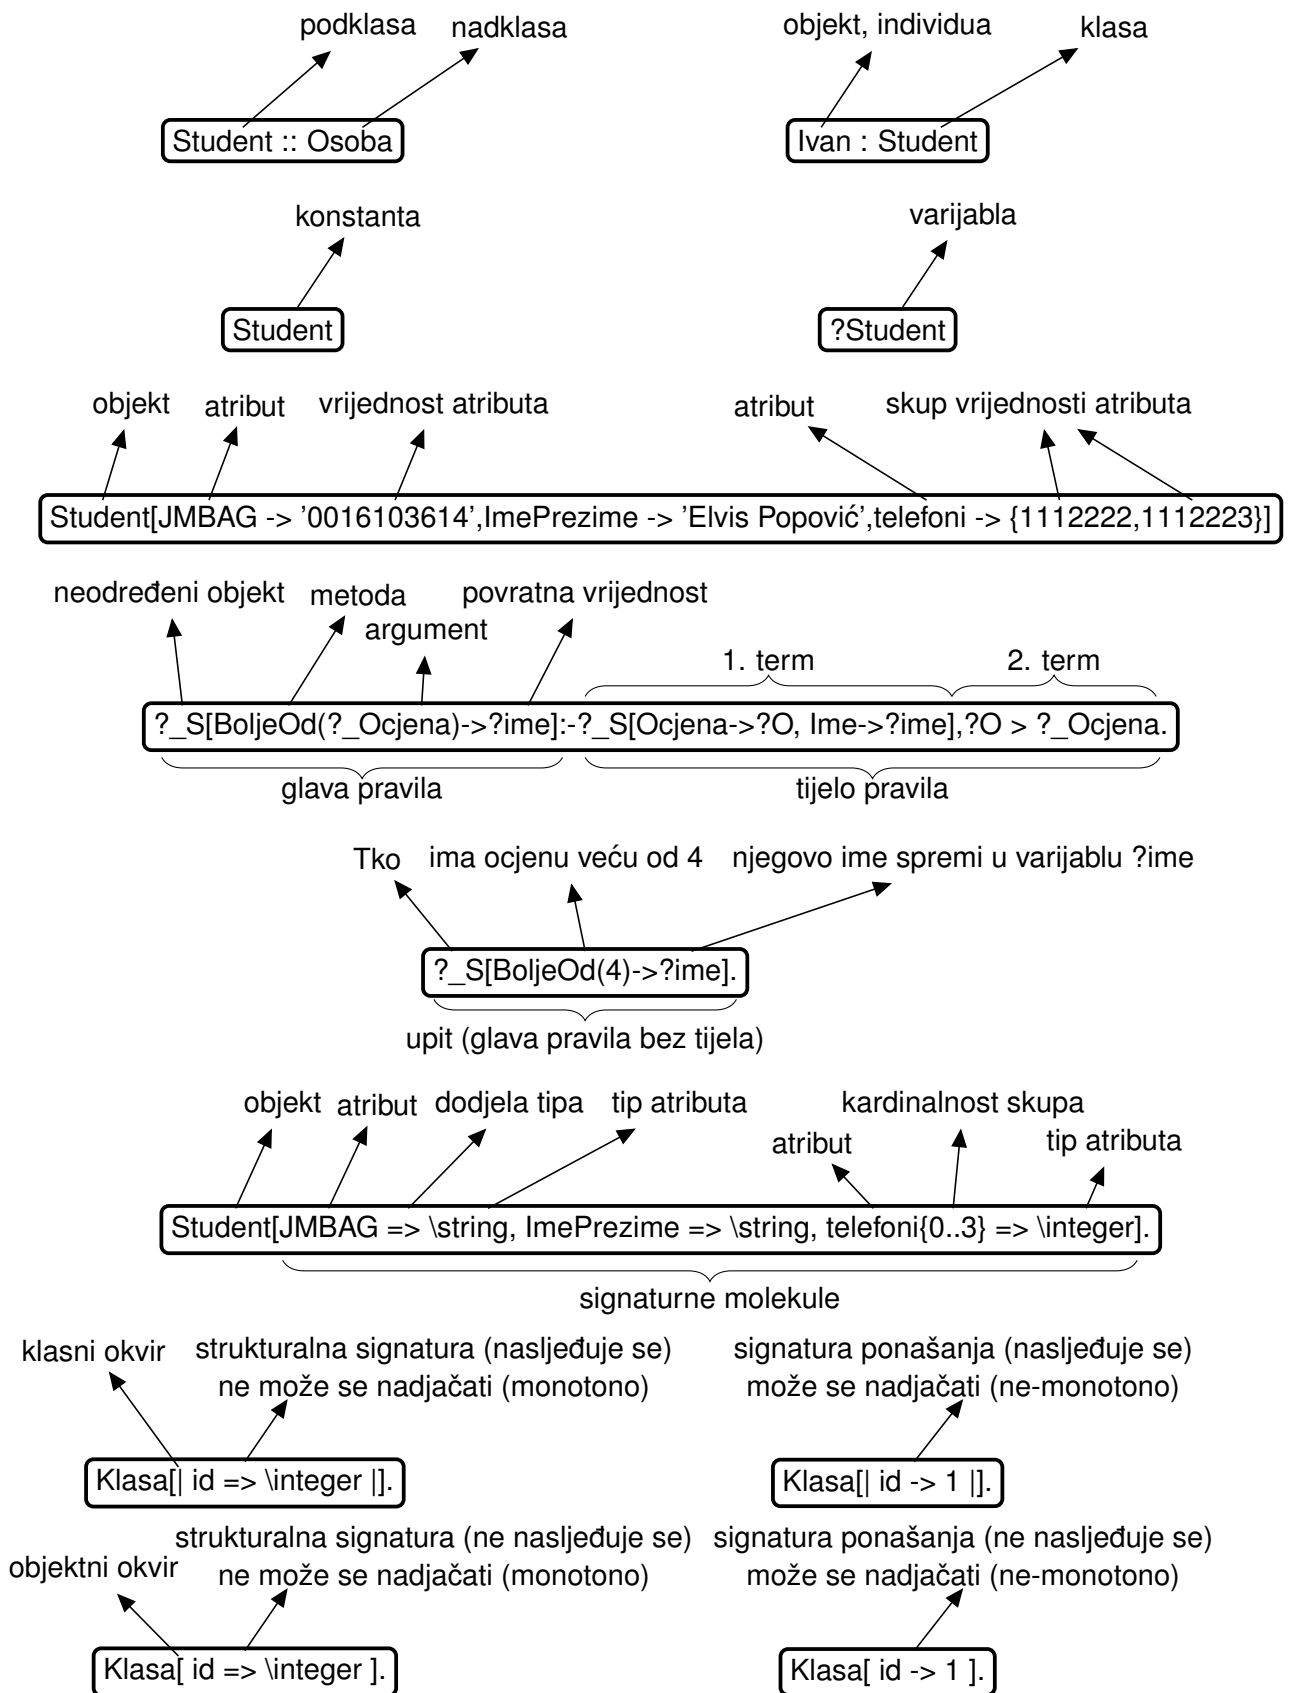 podklasa nadklasa objekt, individua klasa
Student :: Osoba Ivan : Student
konstanta varijabla
Student ?Student
objekt atribut vrijednost atributa atribut skup vrijednosti atributa
Student[JMBAG -> ’0016103614’,ImePrezime -> ’Elvis Popović’,telefoni -> {1112222,1112223}]
neodređeni objekt metoda povratna vrijednost
argument
1. term 2. term
?_S[BoljeOd(?_Ocjena)->?ime]:-?_S[Ocjena->?O, Ime->?ime],?O > ?_Ocjena.
glava pravila tijelo pravila
Tko ima ocjenu veću od 4 njegovo ime spremi u varijablu ?ime
?_S[BoljeOd(4)->?ime].
upit (glava pravila bez tijela)
objekt atribut dodjela tipa tip atributa kardinalnost skupa
atribut tip atributa
Student[JMBAG => \string, ImePrezime => \string, telefoni{0..3} => \integer].
signaturne molekule
klasni okvir strukturalna signatura (nasljeđuje se) signatura ponašanja (nasljeđuje se)
ne može se nadjačati (monotono) može se nadjačati (ne-monotono)
Klasa[| id => \integer |]. Klasa[| id -> 1 |].
strukturalna signatura (ne nasljeđuje se) signatura ponašanja (ne nasljeđuje se)
objektni okvir ne može se nadjačati (monotono) može se nadjačati (ne-monotono)
Klasa[ id => \integer ]. Klasa[ id -> 1 ].